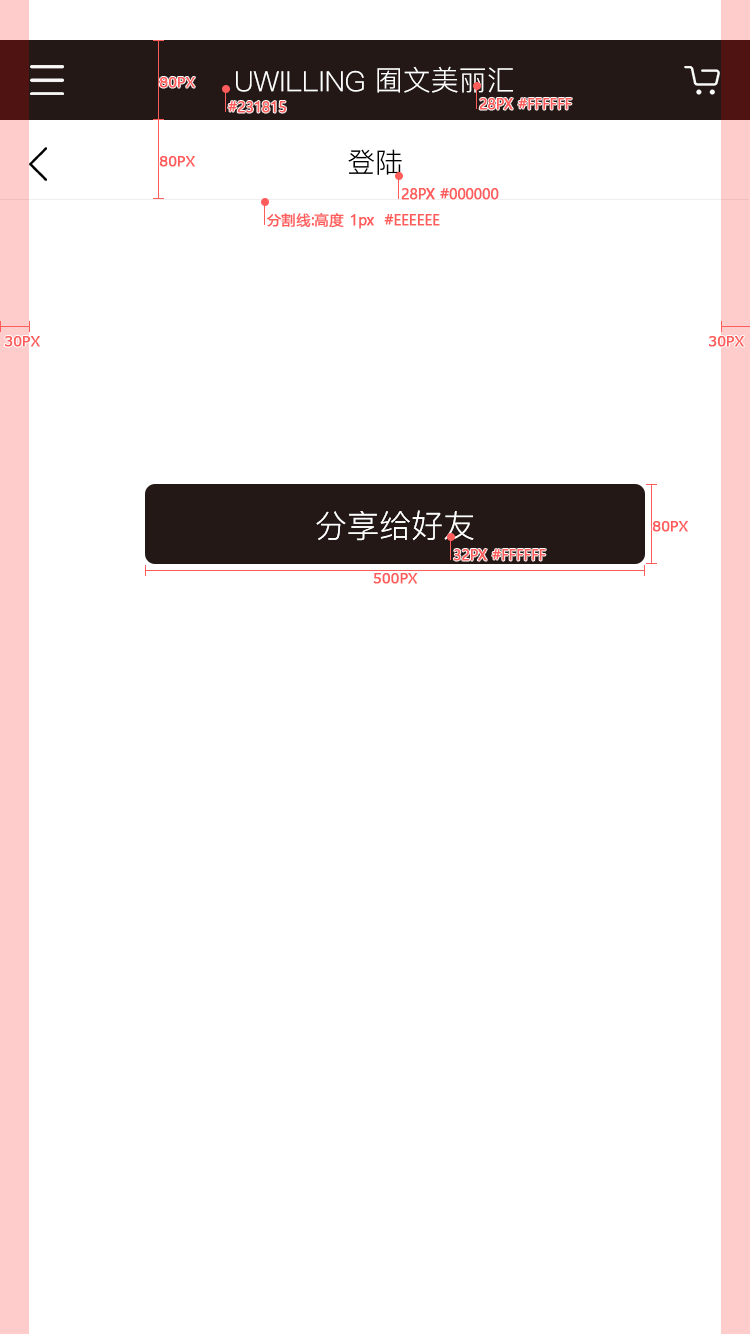 80PX
UWILLING 囿文美丽汇
#231815
28PX #FFFFFF
80PX
登陆
28PX #000000
分割线:高度 1px #EEEEEE
30PX
30PX
分享给好友
80PX
32PX #FFFFFF
500PX